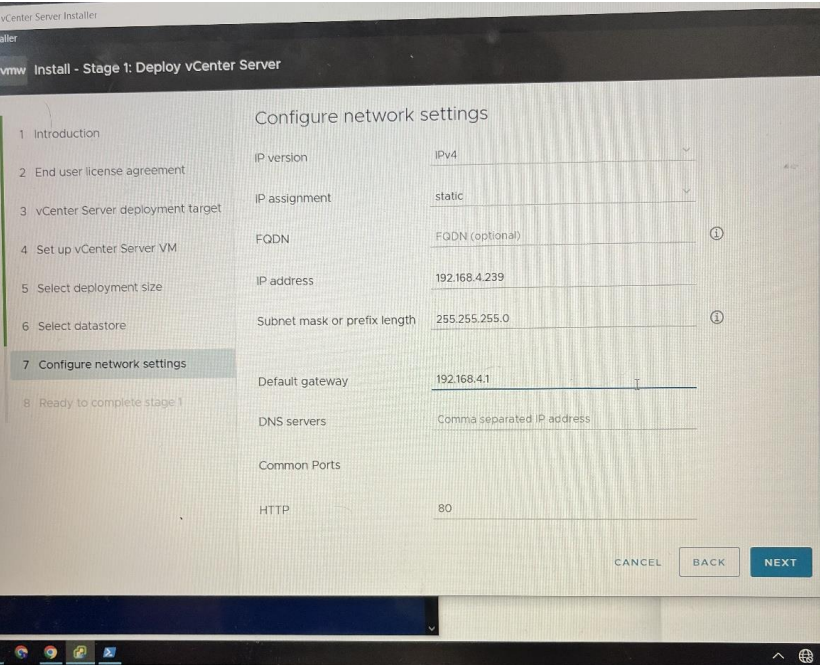 vCenter Server Installer
aller
vmw Install - Stage 1: Deploy vCenter Server
1 Introduction
2 End user license agreement
3 vCenter Server deployment target
4 Set up vCenter Server VM
5 Select deployment size
6 Select datastore
7 Configure network settings
8 Ready to complete stage 1
Configure network settings
IP version IPv4
IP assignment static
FQDN FQDN (optional)
IP address 192.168.4.239
Subnet mask or prefix length 255.255.255.0
Default gateway 192.168.4.1
DNS servers Comma separated IP address
Common Ports
HTTP 80
CANCEL BACK NEXT